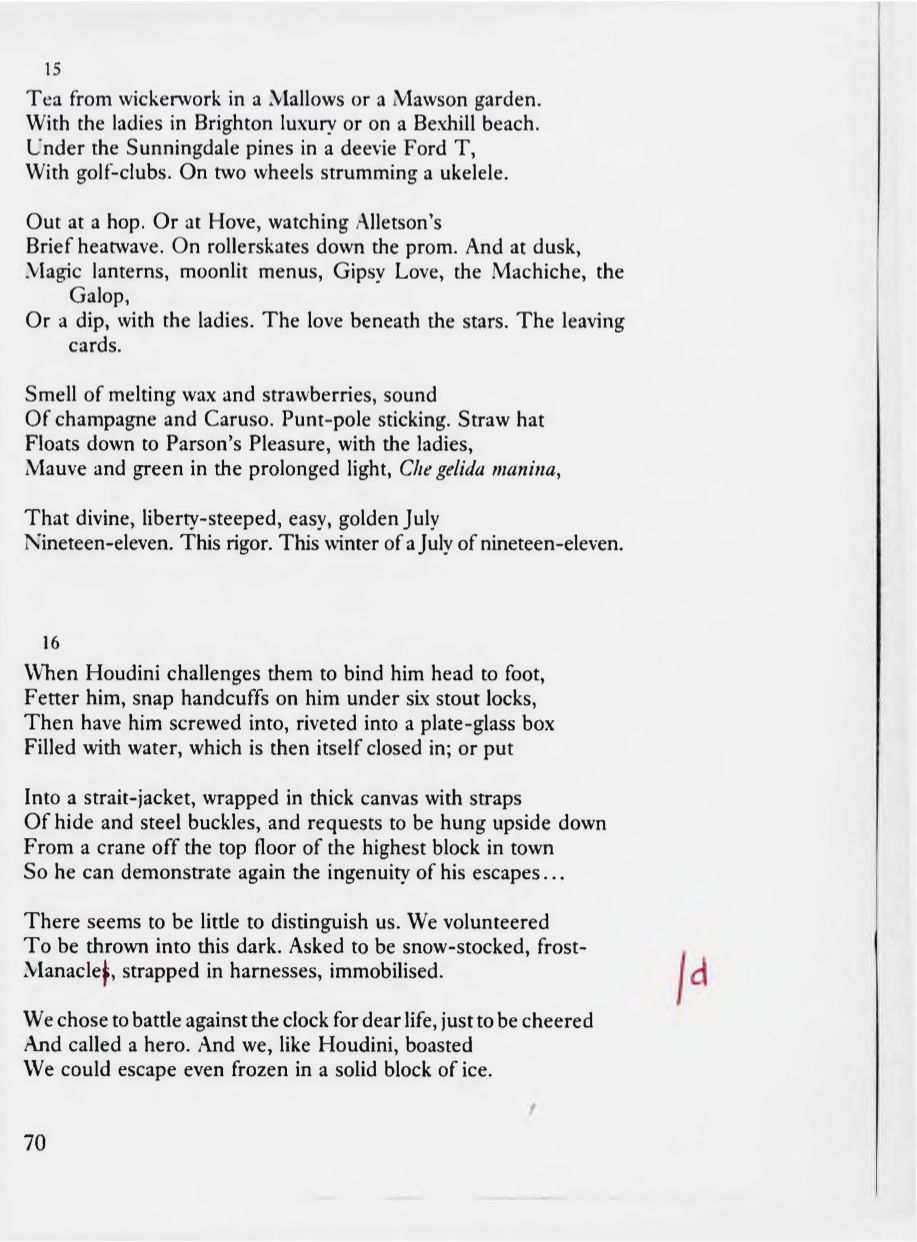 15
Tea from wickerwork in a Mallows or a Mawson garden.
With the ladies in Brighton luxury or on a Bexhill beach.
Under the Sunningdale pines in a deevie Ford T,
With golf-clubs. On two wheels strumming a ukelele.
Out at a hop. Or at Hove, watching Alletson's
Brief heatwave. On rollerskates down the prom. And at dusk,
Magic lanterns, moonlit menus, Gipsy Love, the Machiche, the
Galop,
Or a dip, with the ladies. The love beneath the stars. The leaving
cards.
Smell of melting wax and strawberries, sound
Of champagne and Caruso. Punt-pole sticking. Straw hat
Floats down to Parson's Pleasure, with the ladies,
Mauve and green in the prolonged light, Che gelida manina,
That divine, liberty-steeped, easy, golden July
Nineteen-eleven. This rigor. This winter of a July of nineteen-eleven.
16
When Houdini challenges them to bind him head to foot,
Fetter him, snap handcuffs on him under six stout locks,
Then have him screwed into, riveted into a plate-glass box
Filled with water, which is then itself closed in; or put
Into a strait-jacket, wrapped in thick canvas with straps
Of hide and steel buckles, and requests to be hung upside down
From a crane off the top floor of the highest block in town
So he can demonstrate again the ingenuity of his escapes...
There seems to be little to distinguish us. We volunteered
To be thrown into this dark. Asked to be snow-stocked, frost-
Manacles, strapped in harnesses, immobilised. /d
We chose to battle against the clock for dear life, just to be cheered
And called a hero. And we, like Houdini, boasted
We could escape even frozen in a solid block of ice.
70